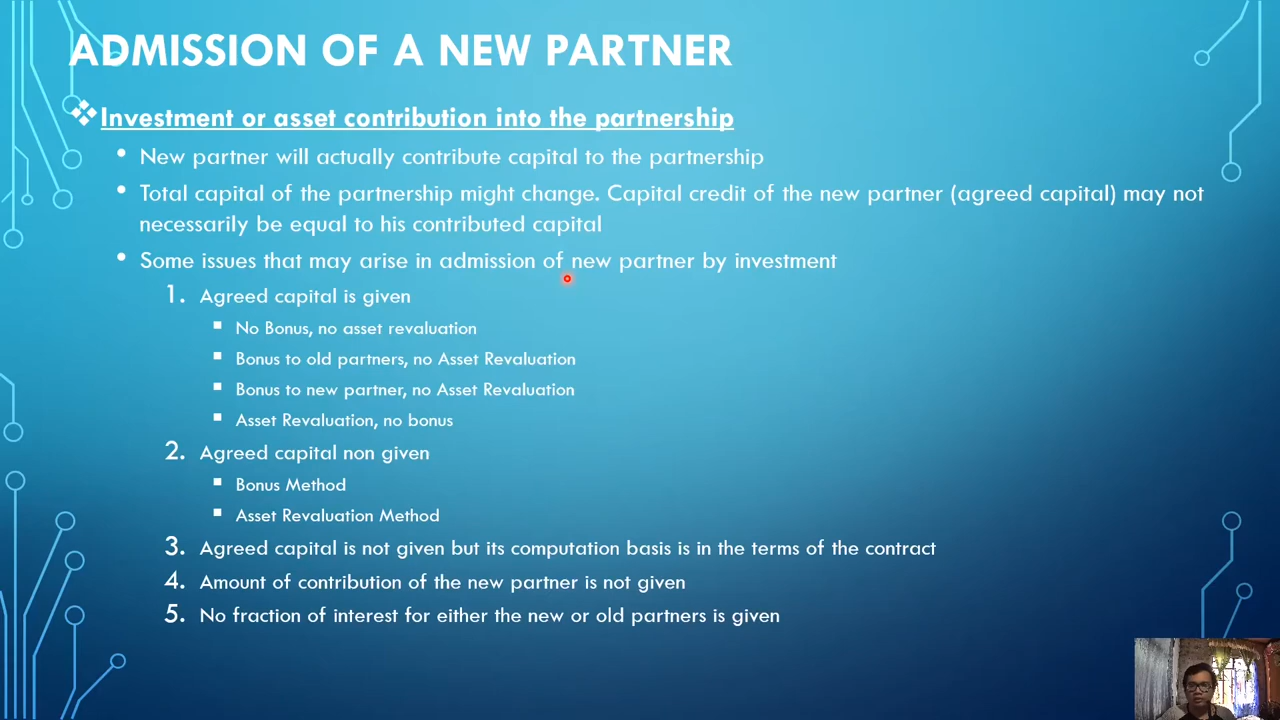 ADMISSION OF A NEW PARTNER
Investment or asset contribution into the partnership
New partner will actually contribute capital to the partnership
Total capital of the partnership might change. Capital credit of the new partner (agreed capital) may not
necessarily be equal to his contributed capital
Some issues that may arise in admission of new partner by investment
1. Agreed capital is given
No Bonus, no asset revaluation
Bonus to old partners, no Asset Revaluation
Bonus to new partner, no Asset Revaluation
Asset Revaluation, no bonus
2. Agreed capital non given
Bonus Method
Asset Revaluation Method
3. Agreed capital is not given but its computation basis is in the terms of the contract
4. Amount of contribution of the new partner is not given
5. No fraction of interest for either the new or old partners is given